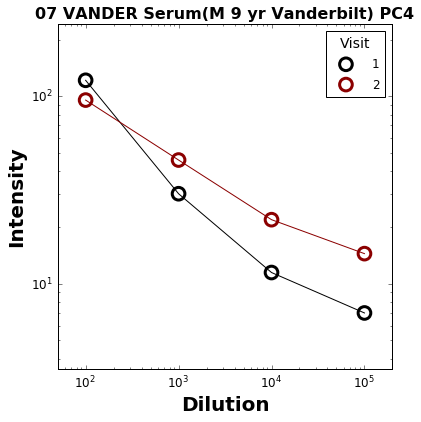 07 VANDER Serum(M 9 yr Vanderbilt) PC4
Visit
1
2
Intensity
10²
10¹
10² 10³ 10⁴ 10⁵
Dilution